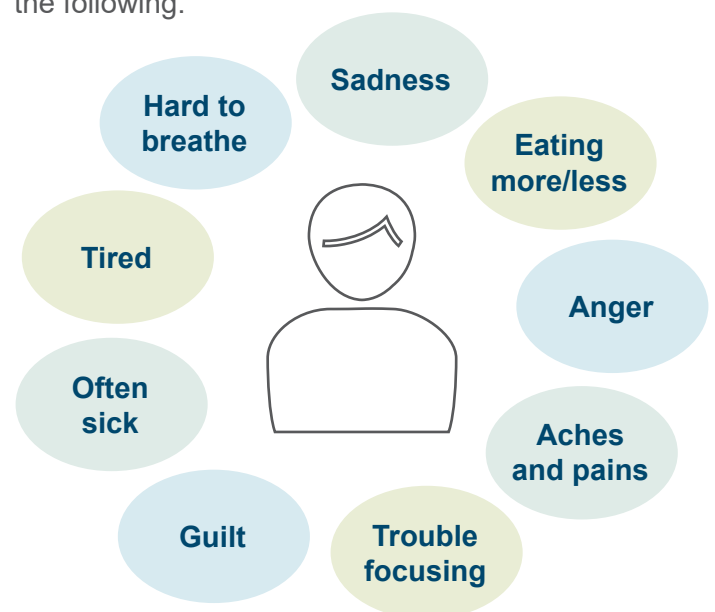 the following.
Sadness
Hard to
breathe
Eating
more/less
Tired
Anger
Often
sick
Aches
and pains
Guilt
Trouble
focusing